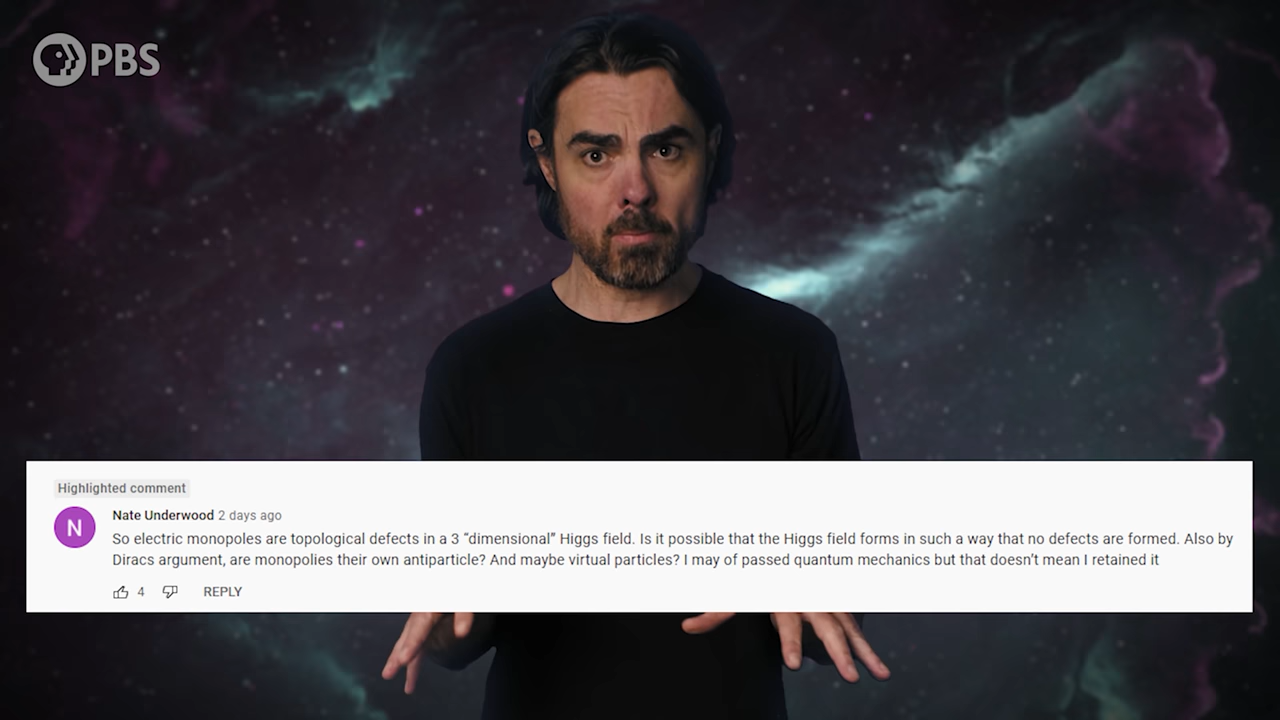 PBS
Highlighted comment
N
Nate Underwood 2 days ago
So electric monopoles are topological defects in a 3 “dimensional” Higgs field. Is it possible that the Higgs field forms in such a way that no defects are formed. Also by
Diracs argument, are monopolies their own antiparticle? And maybe virtual particles? I may of passed quantum mechanics but that doesn’t mean I retained it
4 REPLY